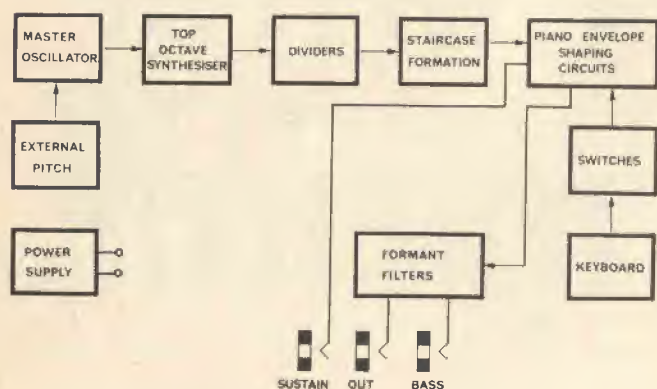 MASTER
OSCILLATOR
TOP
OCTAVE
SYNTHESISER
DIVIDERS
STAIRCASE
FORMATION
PIANO ENVELOPE
SHAPING
CIRCUITS
EXTERNAL
PITCH
SWITCHES
POWER
SUPPLY
FORMANT
FILTERS
KEYBOARD
SUSTAIN
OUT
BASS